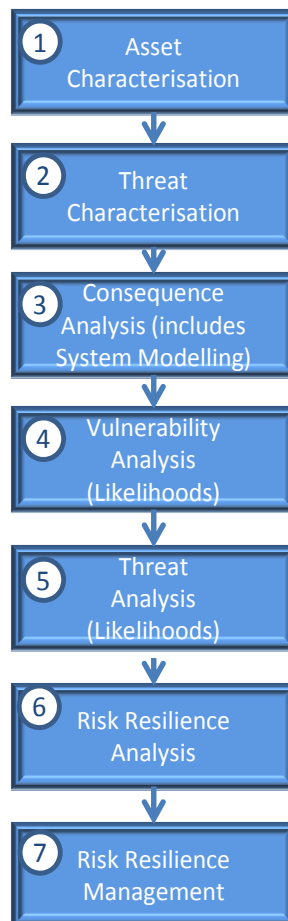 1
Asset
Characterisation
2
Threat
Characterisation
3
Consequence
Analysis (includes
System Modelling)
4
Vulnerability
Analysis
(Likelihoods)
5
Threat
Analysis
(Likelihoods)
6
Risk Resilience
Analysis
7
Risk Resilience
Management